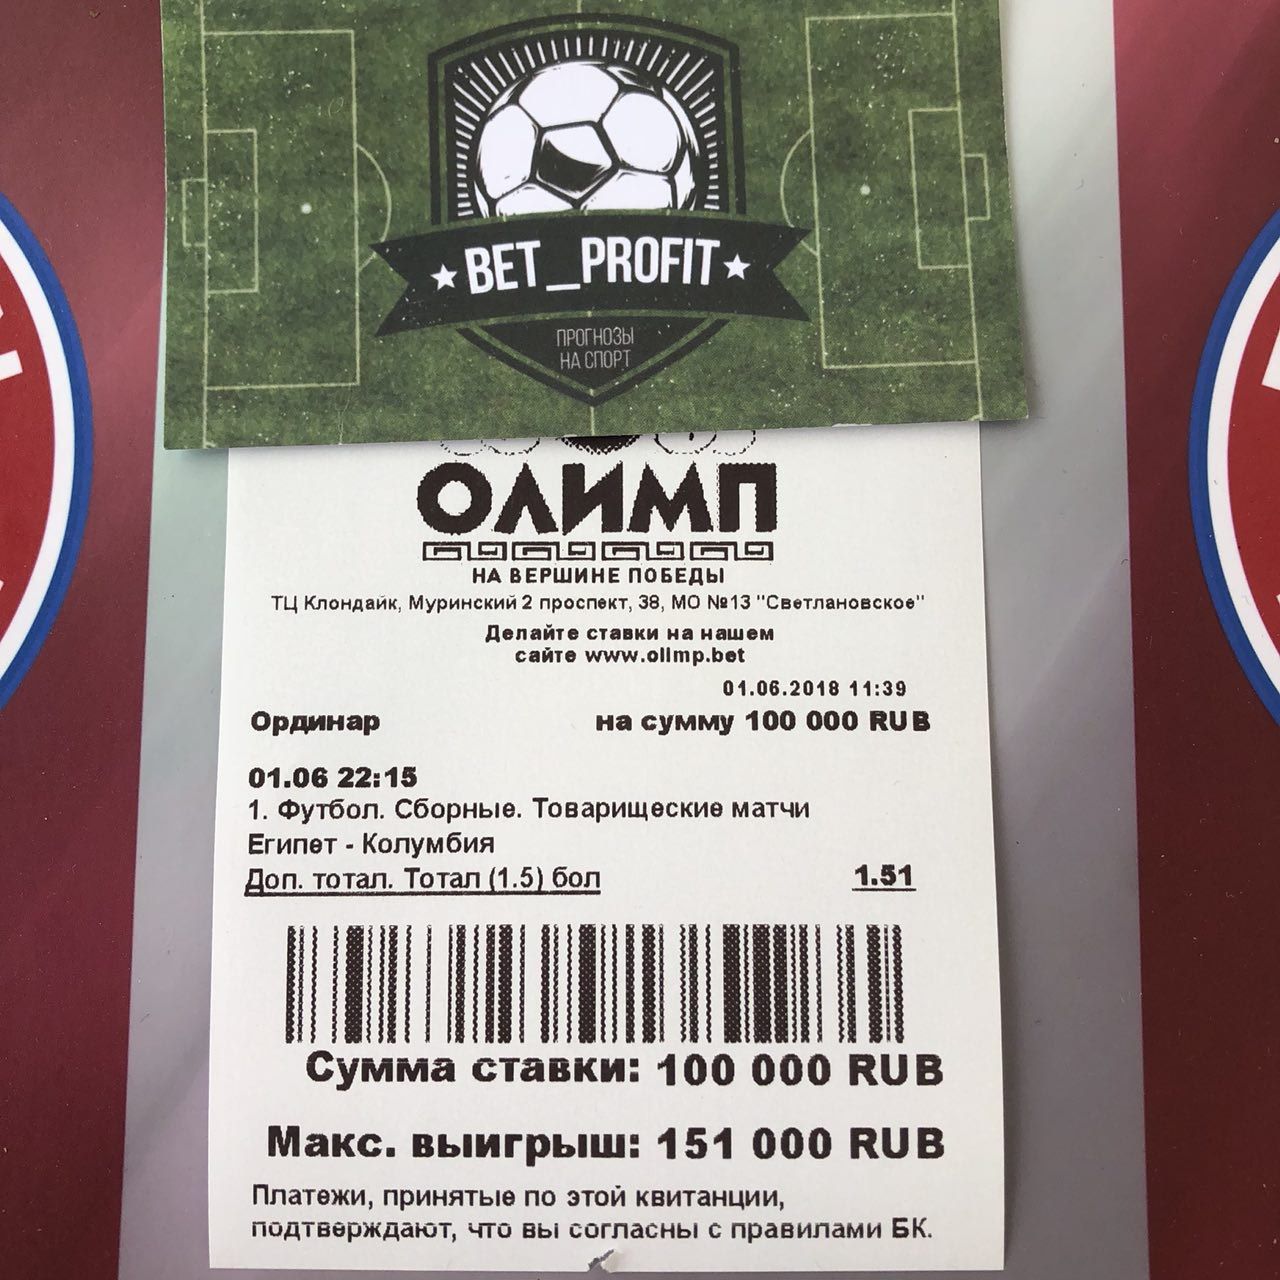 BET_PROFIT
ПРОГНОЗЫ
НА СПОРТ
ОЛИМП
НА ВЕРШИНЕ ПОБЕДЫ
ТЦ Клондайк, Муринский 2 проспект, 38, МО №13 "Светлановское"
Делайте ставки на нашем
сайте www.olimp.bet
01.06.2018 11:39
Ординар на сумму 100 000 RUB
01.06 22:15
1. Футбол. Сборные. Товарищеские матчи
Египет - Колумбия
Доп. тотал. Тотал (1.5) бол 1.51
Сумма ставки: 100 000 RUB
Макс. выигрыш: 151 000 RUB
Платежи, принятые по этой квитанции,
подтверждают, что вы согласны с правилами БК.